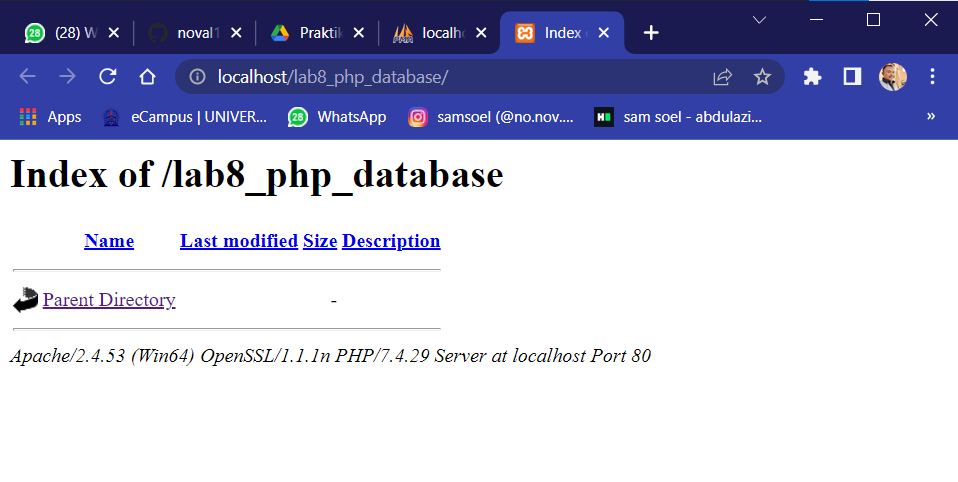 (28) W noval1 Praktik localho Index o
localhost/lab8_php_database/
Apps eCampus | UNIVER... 28 WhatsApp samsoel (@no.nov.... sam soel - abdulazi... »
Index of /lab8_php_database
Name Last modified Size Description
Parent Directory -
Apache/2.4.53 (Win64) OpenSSL/1.1.1n PHP/7.4.29 Server at localhost Port 80